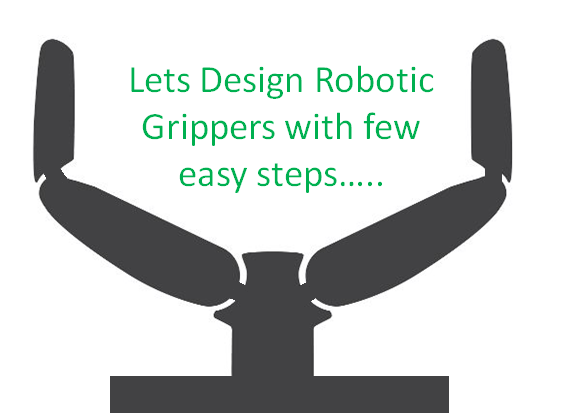 Lets Design Robotic
Grippers with few
easy steps.....